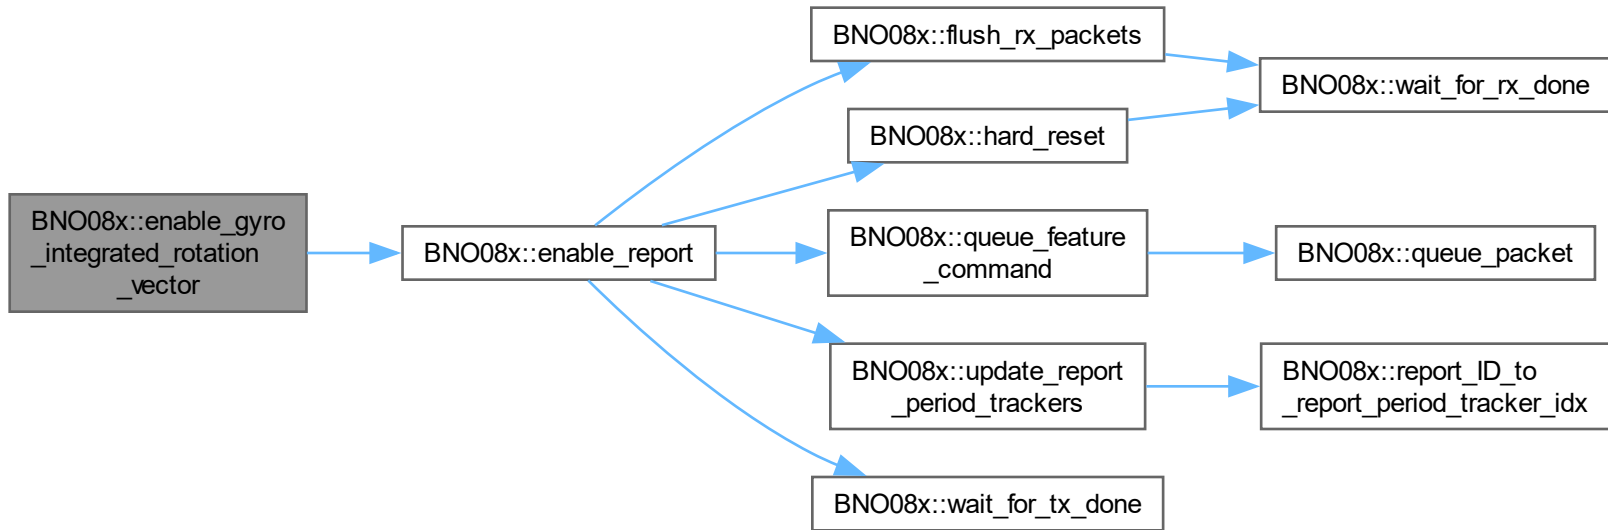 BNO08x::enable_gyro
_integrated_rotation
_vector
BNO08x::enable_report
BNO08x::flush_rx_packets
BNO08x::hard_reset
BNO08x::queue_feature
_command
BNO08x::update_report
_period_trackers
BNO08x::wait_for_tx_done
BNO08x::wait_for_rx_done
BNO08x::queue_packet
BNO08x::report_ID_to
_report_period_tracker_idx